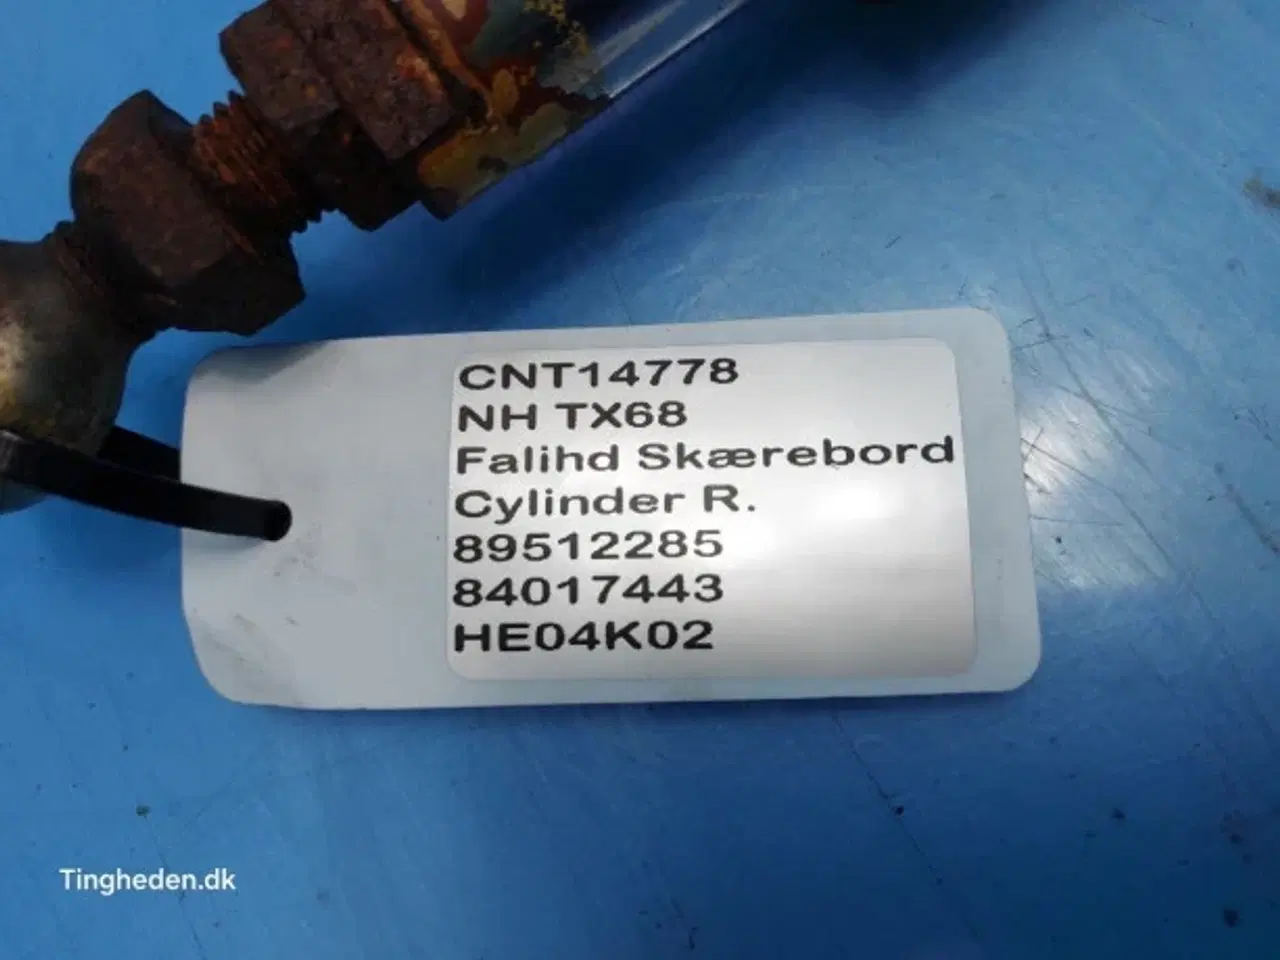 CNT14778
NH TX68
Falihd Skærebord
Cylinder R.
89512285
84017443
HE04K02
Tingheden.dk